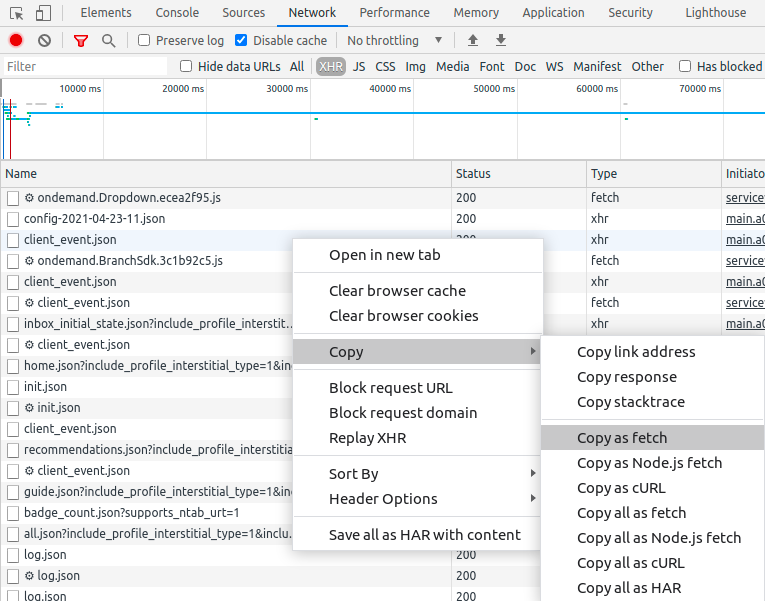 Elements Console Sources Network Performance Memory Application Security Lighthouse
Preserve log Disable cache No throttling
Filter Hide data URLs All XHR JS CSS Img Media Font Doc WS Manifest Other Has blocked
10000 ms 20000 ms 30000 ms 40000 ms 50000 ms 60000 ms 70000 ms
Name Status Type Initiato
ondemand.Dropdown.ecea2f95.js 200 fetch service
config-2021-04-23-11.json 200 xhr main.a0
client_event.json 200 xhr main.a0
ondemand.BranchSdk.3c1b92c5.js fetch service
client_event.json xhr main.a0
client_event.json fetch service
inbox_initial_state.json?include_profile_interstit... xhr main.a0
client_event.json
home.json?include_profile_interstitial_type=1&inc
init.json
init.json
client_event.json
recommendations.json?include_profile_interstitia
client_event.json
guide.json?include_profile_interstitial_type=1&inc
badge_count.json?supports_ntab_urt=1
all.json?include_profile_interstitial_type=1&inclu...
log.json 200
log.json 200
log.json 200
Open in new tab
Clear browser cache
Clear browser cookies
Copy
Block request URL
Block request domain
Replay XHR
Sort By
Header Options
Save all as HAR with content
Copy link address
Copy response
Copy stacktrace
Copy as fetch
Copy as Node.js fetch
Copy as cURL
Copy all as fetch
Copy all as Node.js fetch
Copy all as cURL
Copy all as HAR